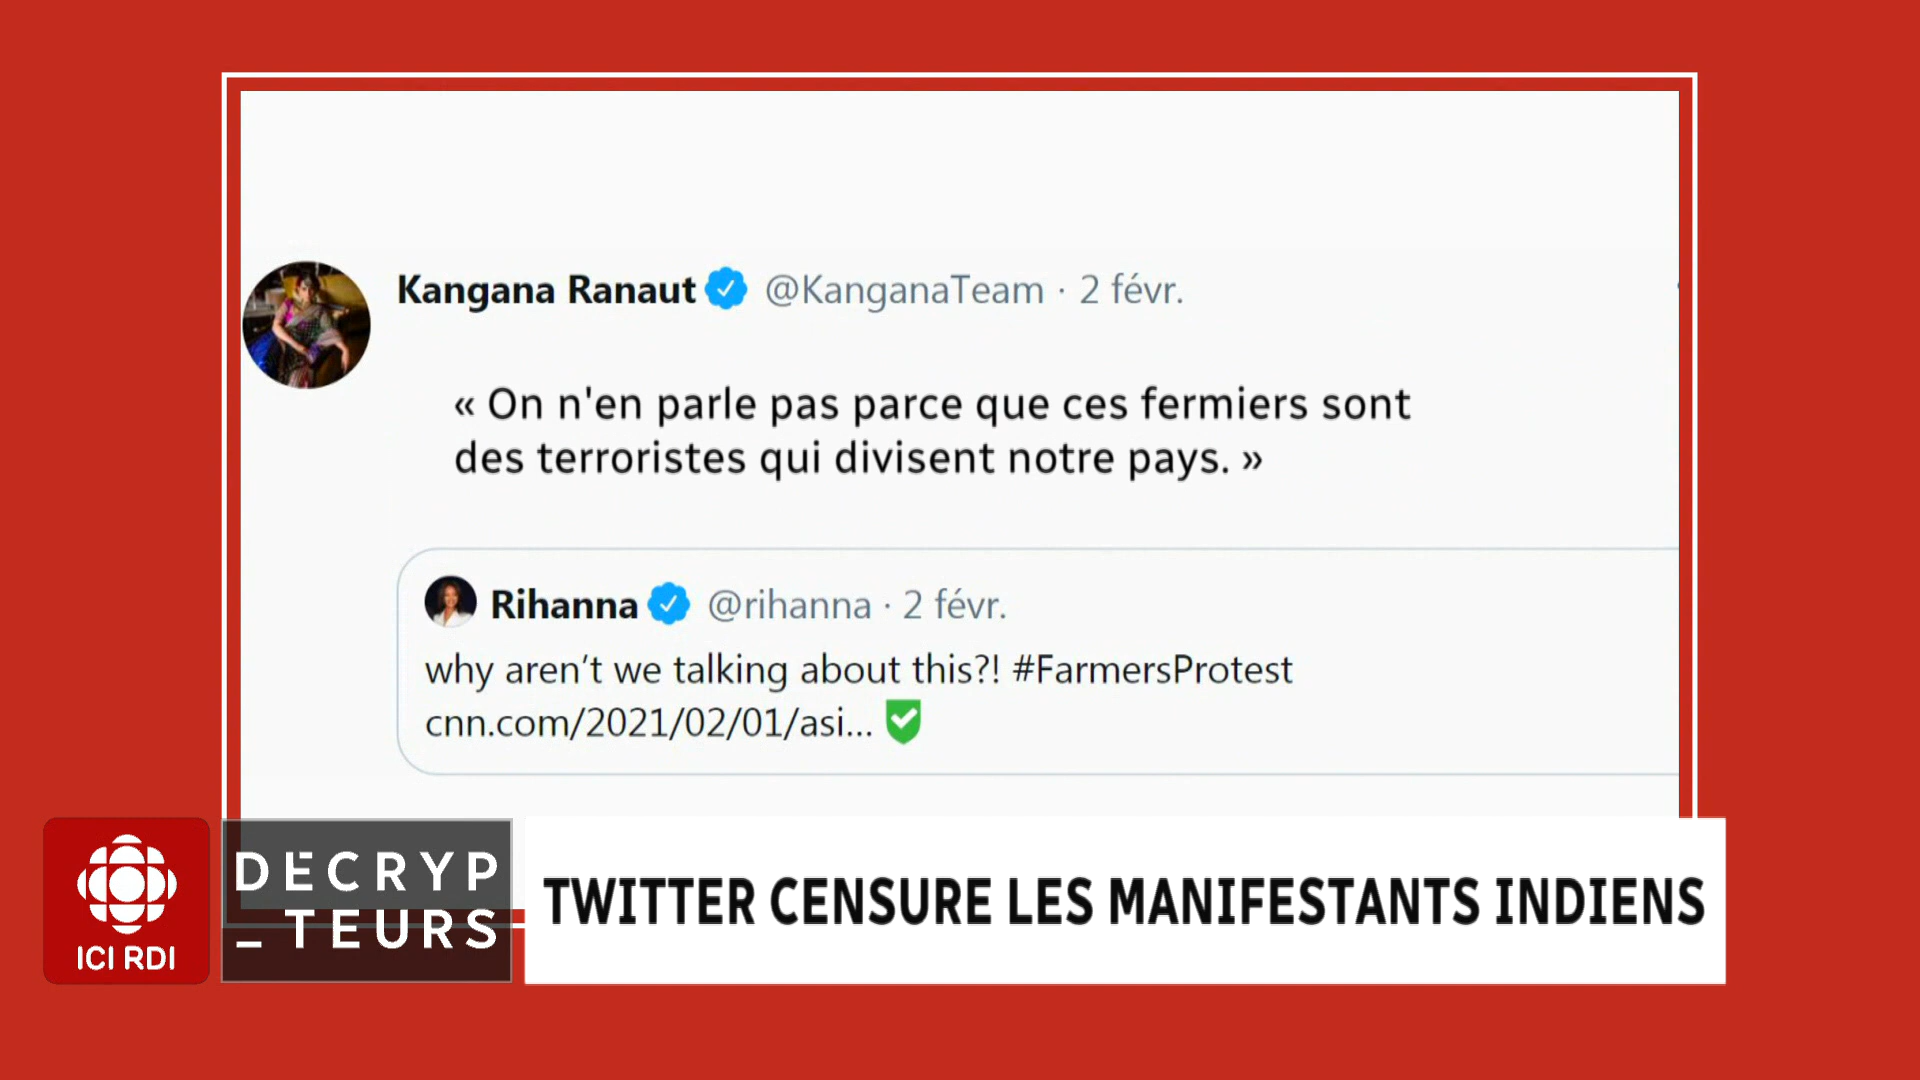 Kangana Ranaut @KanganaTeam · 2 févr.
« On n'en parle pas parce que ces fermiers sont
des terroristes qui divisent notre pays. »
Rihanna @rihanna · 2 févr.
why aren’t we talking about this?! #FarmersProtest
cnn.com/2021/02/01/asi...
ICI RDI
DÉCRYP
_TEURS
TWITTER CENSURE LES MANIFESTANTS INDIENS